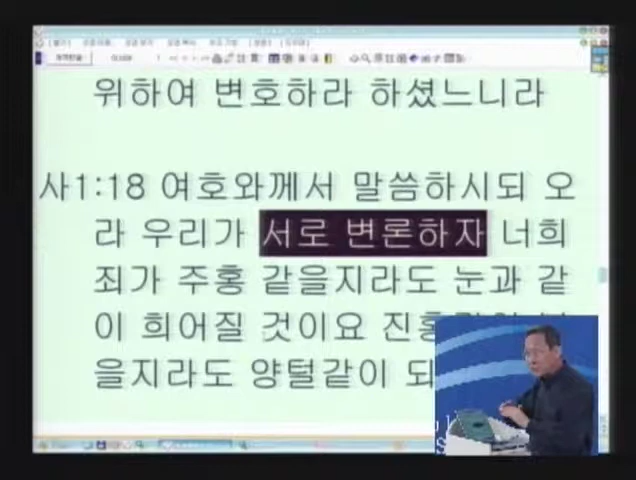 위하여 변호하라 하셨느니라
사1:18 여호와께서 말씀하시되 오
라 우리가 서로 변론하자 너희
죄가 주홍 같을지라도 눈과 같
이 희어질 것이요
을지라도 양털같이